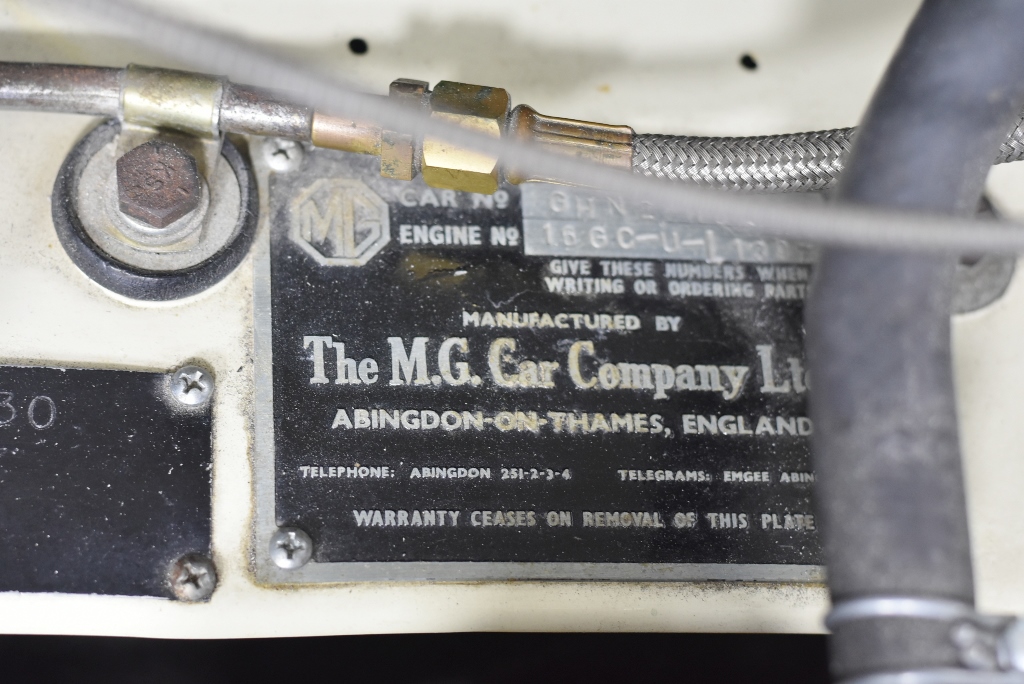 MG
CAR Nº GHN
ENGINE Nº 16GC-U-L
GIVE THESE NUMBERS WHEN
WRITING OR ORDERING PART
MANUFACTURED BY
The M.G. Car Company Lt
ABINGDON-ON-THAMES, ENGLAND
TELEPHONE: ABINGDON 251-2-3-4 TELEGRAMS: EMGEE ABIN
WARRANTY CEASES ON REMOVAL OF THIS PLATE
30